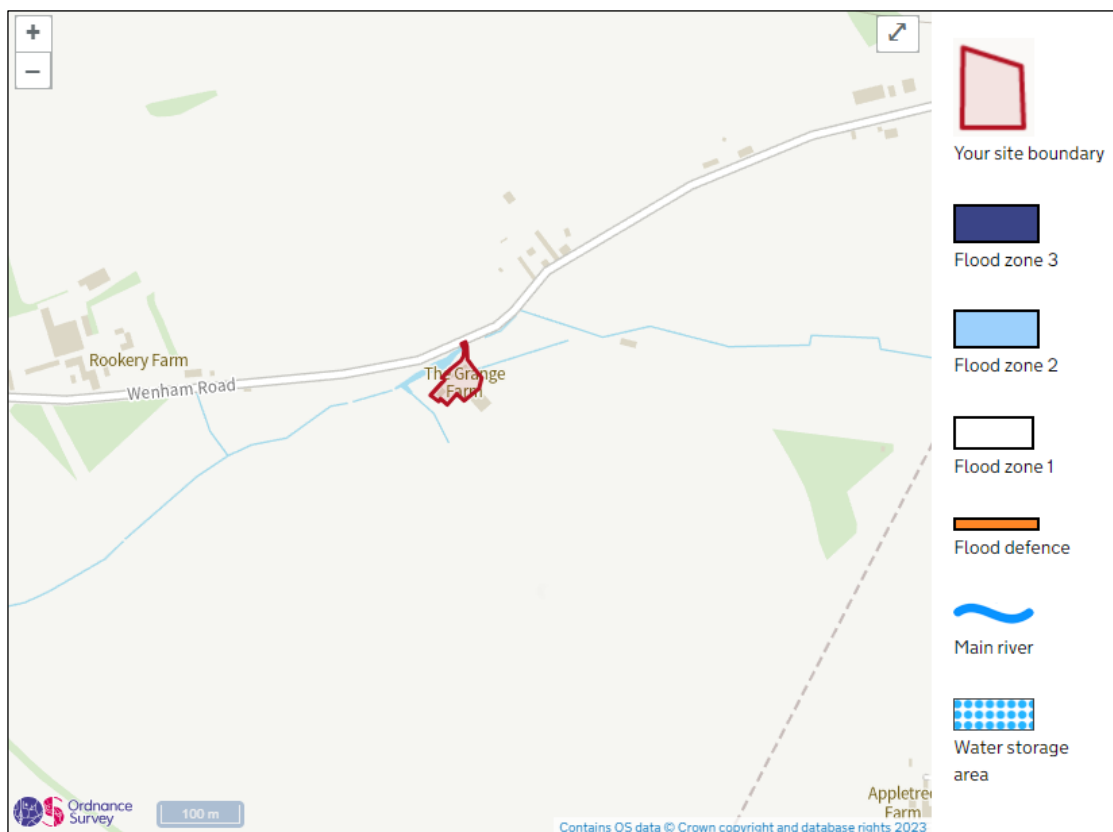 +
−
Rookery Farm
Wenham Road
The Grange
Farm
Appletree
Farm
Ordnance
Survey
100 m
Contains OS data © Crown copyright and database rights 2023
Your site boundary
Flood zone 3
Flood zone 2
Flood zone 1
Flood defence
Main river
Water storage
area